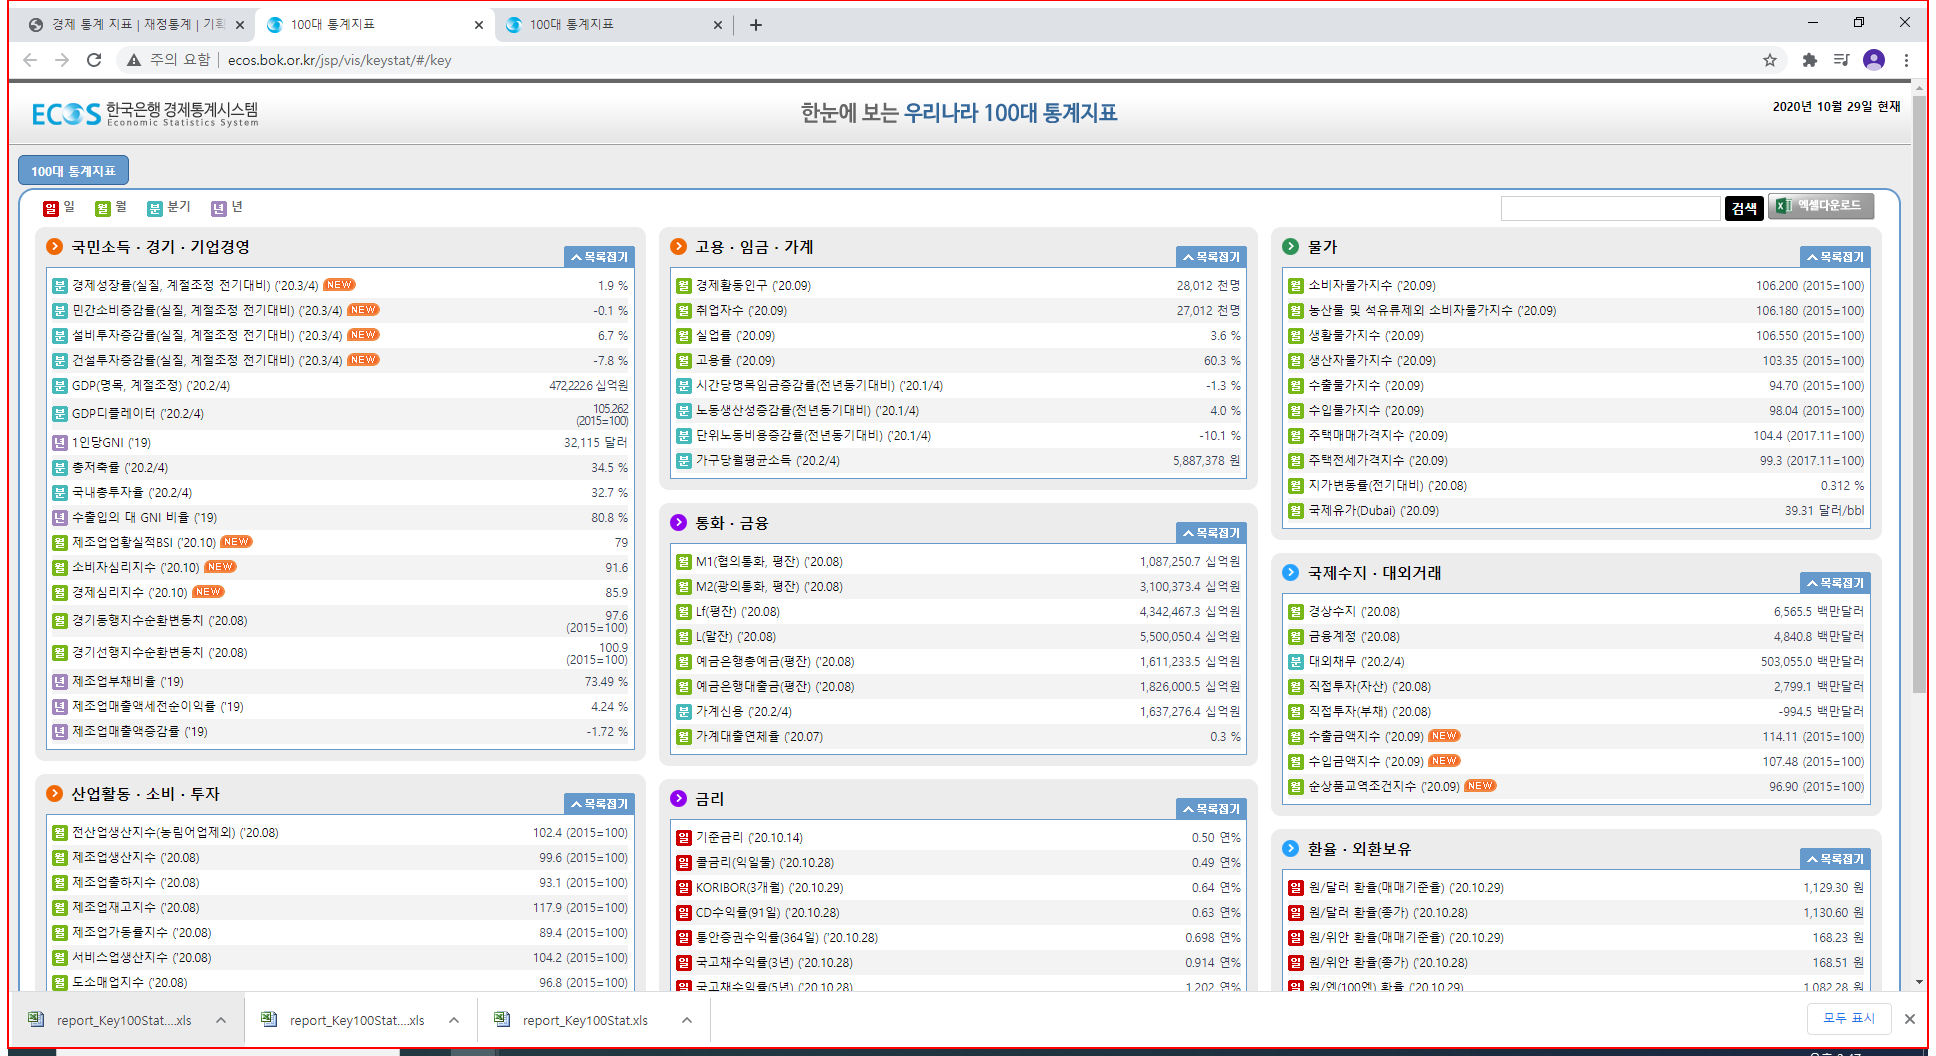 경제 통계 지표 | 재정통계 | 기획
100대 통계지표
100대 통계지표
주의 요함 | ecos.bok.or.kr/jsp/vis/keystat/#/key
ECOS 한국은행 경제통계시스템
Economic Statistics System
한눈에 보는 우리나라 100대 통계지표
2020년 10월 29일 현재
100대 통계지표
일 일 월 월 분 분기 년 년
검색
엑셀다운로드
국민소득 · 경기 · 기업경영
목록접기
분 경제성장률(실질, 계절조정 전기대비) ('20.3/4) NEW 1.9 %
분 민간소비증감률(실질, 계절조정 전기대비) ('20.3/4) NEW -0.1 %
분 설비투자증감률(실질, 계절조정 전기대비) ('20.3/4) NEW 6.7 %
분 건설투자증감률(실질, 계절조정 전기대비) ('20.3/4) NEW -7.8 %
분 GDP(명목, 계절조정) ('20.2/4) 472,222.6 십억원
분 GDP디플레이터 ('20.2/4) 105.262
(2015=100)
년 1인당GNI ('19) 32,115 달러
분 총저축률 ('20.2/4) 34.5 %
분 국내총투자율 ('20.2/4) 32.7 %
년 수출입의 대 GNI 비율 ('19) 80.8 %
월 제조업업황실적BSI ('20.10) NEW 79
월 소비자심리지수 ('20.10) NEW 91.6
월 경제심리지수 ('20.10) NEW 85.9
월 경기동행지수순환변동치 ('20.08) 97.6
(2015=100)
월 경기선행지수순환변동치 ('20.08) 100.9
(2015=100)
년 제조업부채비율 ('19) 73.49 %
년 제조업매출액세전순이익률 ('19) 4.24 %
년 제조업매출액증감률 ('19) -1.72 %
산업활동 · 소비 · 투자
목록접기
월 전산업생산지수(농림어업제외) ('20.08) 102.4 (2015=100)
월 제조업생산지수 ('20.08) 99.6 (2015=100)
월 제조업출하지수 ('20.08) 93.1 (2015=100)
월 제조업재고지수 ('20.08) 117.9 (2015=100)
월 제조업가동률지수 ('20.08) 89.4 (2015=100)
월 서비스업생산지수 ('20.08) 104.2 (2015=100)
월 도소매업지수 ('20.08) 96.8 (2015=100)
고용 · 임금 · 가계
목록접기
월 경제활동인구 ('20.09) 28,012 천명
월 취업자수 ('20.09) 27,012 천명
월 실업률 ('20.09) 3.6 %
월 고용률 ('20.09) 60.3 %
분 시간당명목임금증감률(전년동기대비) ('20.1/4) -1.3 %
분 노동생산성증감률(전년동기대비) ('20.1/4) 4.0 %
분 단위노동비용증감률(전년동기대비) ('20.1/4) -10.1 %
분 가구당월평균소득 ('20.2/4) 5,887,378 원
통화 · 금융
목록접기
월 M1(협의통화, 평잔) ('20.08) 1,087,250.7 십억원
월 M2(광의통화, 평잔) ('20.08) 3,100,373.4 십억원
월 Lf(평잔) ('20.08) 4,342,467.3 십억원
월 L(말잔) ('20.08) 5,500,050.4 십억원
월 예금은행총예금(평잔) ('20.08) 1,611,233.5 십억원
월 예금은행대출금(평잔) ('20.08) 1,826,000.5 십억원
분 가계신용 ('20.2/4) 1,637,276.4 십억원
월 가계대출연체율 ('20.07) 0.3 %
금리
목록접기
일 기준금리 ('20.10.14) 0.50 연%
일 콜금리(익일물) ('20.10.28) 0.49 연%
일 KORIBOR(3개월) ('20.10.29) 0.64 연%
일 CD수익률(91일) ('20.10.28) 0.63 연%
일 통안증권수익률(364일) ('20.10.28) 0.698 연%
일 국고채수익률(3년) ('20.10.28) 0.914 연%
일 국고채수익률(5년) ('20.10.28) 1.202 연%
물가
목록접기
월 소비자물가지수 ('20.09) 106.200 (2015=100)
월 농산물 및 석유류제외 소비자물가지수 ('20.09) 106.180 (2015=100)
월 생활물가지수 ('20.09) 106.550 (2015=100)
월 생산자물가지수 ('20.09) 103.35 (2015=100)
월 수출물가지수 ('20.09) 94.70 (2015=100)
월 수입물가지수 ('20.09) 98.04 (2015=100)
월 주택매매가격지수 ('20.09) 104.4 (2017.11=100)
월 주택전세가격지수 ('20.09) 99.3 (2017.11=100)
월 지가변동률(전기대비) ('20.08) 0.312 %
월 국제유가(Dubai) ('20.09) 39.31 달러/bbl
국제수지 · 대외거래
목록접기
월 경상수지 ('20.08) 6,565.5 백만달러
월 금융계정 ('20.08) 4,840.8 백만달러
분 대외채무 ('20.2/4) 503,055.0 백만달러
월 직접투자(자산) ('20.08) 2,799.1 백만달러
월 직접투자(부채) ('20.08) -994.5 백만달러
월 수출금액지수 ('20.09) NEW 114.11 (2015=100)
월 수입금액지수 ('20.09) NEW 107.48 (2015=100)
월 순상품교역조건지수 ('20.09) NEW 96.90 (2015=100)
환율 · 외환보유
목록접기
일 원/달러 환율(매매기준율) ('20.10.29) 1,129.30 원
일 원/달러 환율(종가) ('20.10.28) 1,130.60 원
일 원/위안 환율(매매기준율) ('20.10.29) 168.23 원
일 원/위안 환율(종가) ('20.10.28) 168.51 원
일 원/엔(100엔) 환율 ('20.10.29) 1,082.28 원
report_Key100Stat....xls
report_Key100Stat....xls
report_Key100Stat.xls
모두 표시